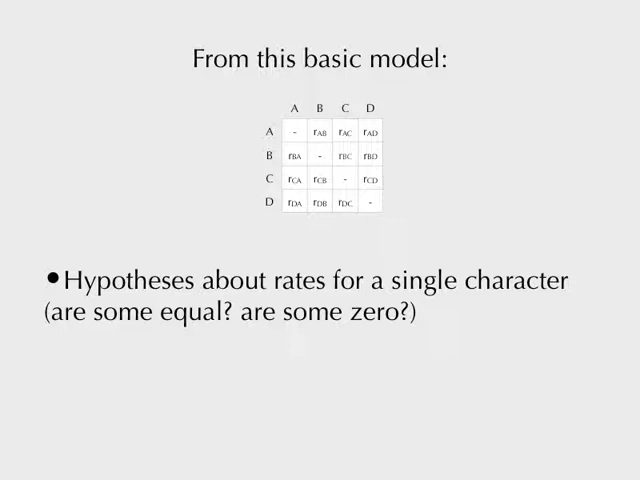 From this basic model:
A B C D
A - rAB rAC rAD
B rBA - rBC rBD
C rCA rCB - rCD
D rDA rDB rDC -
•Hypotheses about rates for a single character
(are some equal? are some zero?)